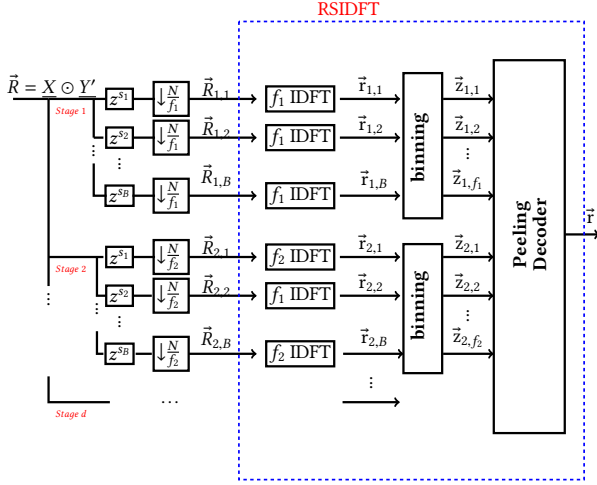 RSIDFT
R⃗ = X ⊙ Y′
Stage 1
z^{s_1} ↓ N/f_1 R⃗_{1,1} f_1 IDFT r⃗_{1,1} z⃗_{1,1}
z^{s_2} ↓ N/f_1 R⃗_{1,2} f_1 IDFT r⃗_{1,2} z⃗_{1,2}
⋮ ⋮ ⋮
z^{s_B} ↓ N/f_1 R⃗_{1,B} f_1 IDFT r⃗_{1,B} z⃗_{1,f_1}
binning
Peeling
Decoder
r⃗
Stage 2
z^{s_1} ↓ N/f_2 R⃗_{2,1} f_2 IDFT r⃗_{2,1} z⃗_{2,1}
z^{s_2} ↓ N/f_2 R⃗_{2,2} f_1 IDFT r⃗_{2,2} z⃗_{2,2}
⋮ ⋮ ⋮ ⋮
z^{s_B} ↓ N/f_2 R⃗_{2,B} f_2 IDFT r⃗_{2,B} z⃗_{2,f_2}
binning
⋮
Stage d
…